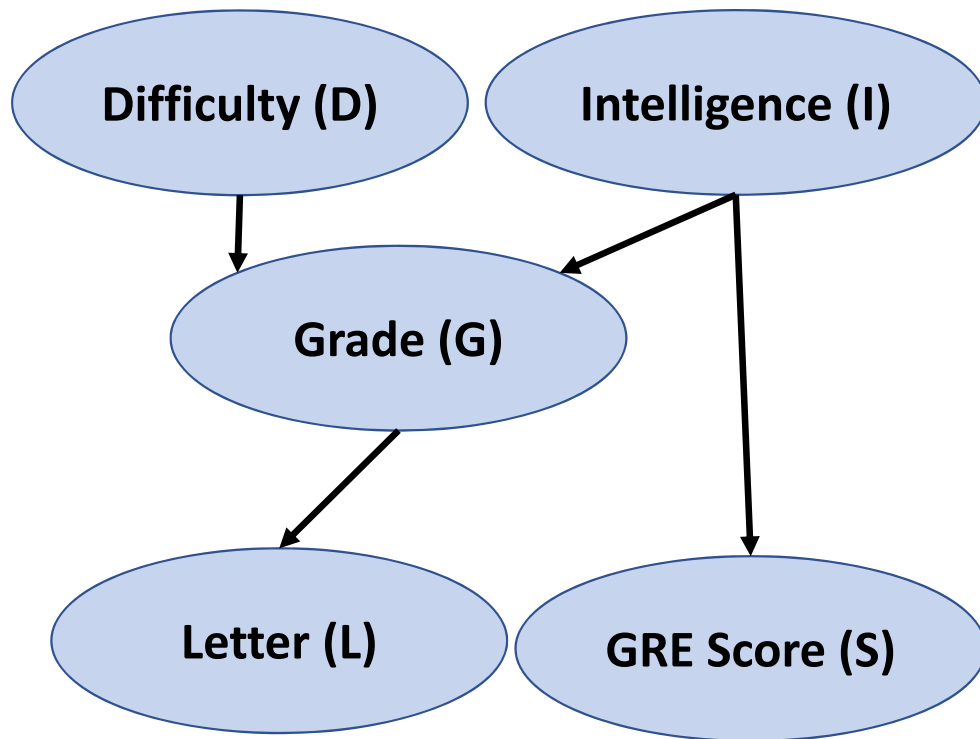 Difficulty (D)
Intelligence (I)
Grade (G)
Letter (L)
GRE Score (S)